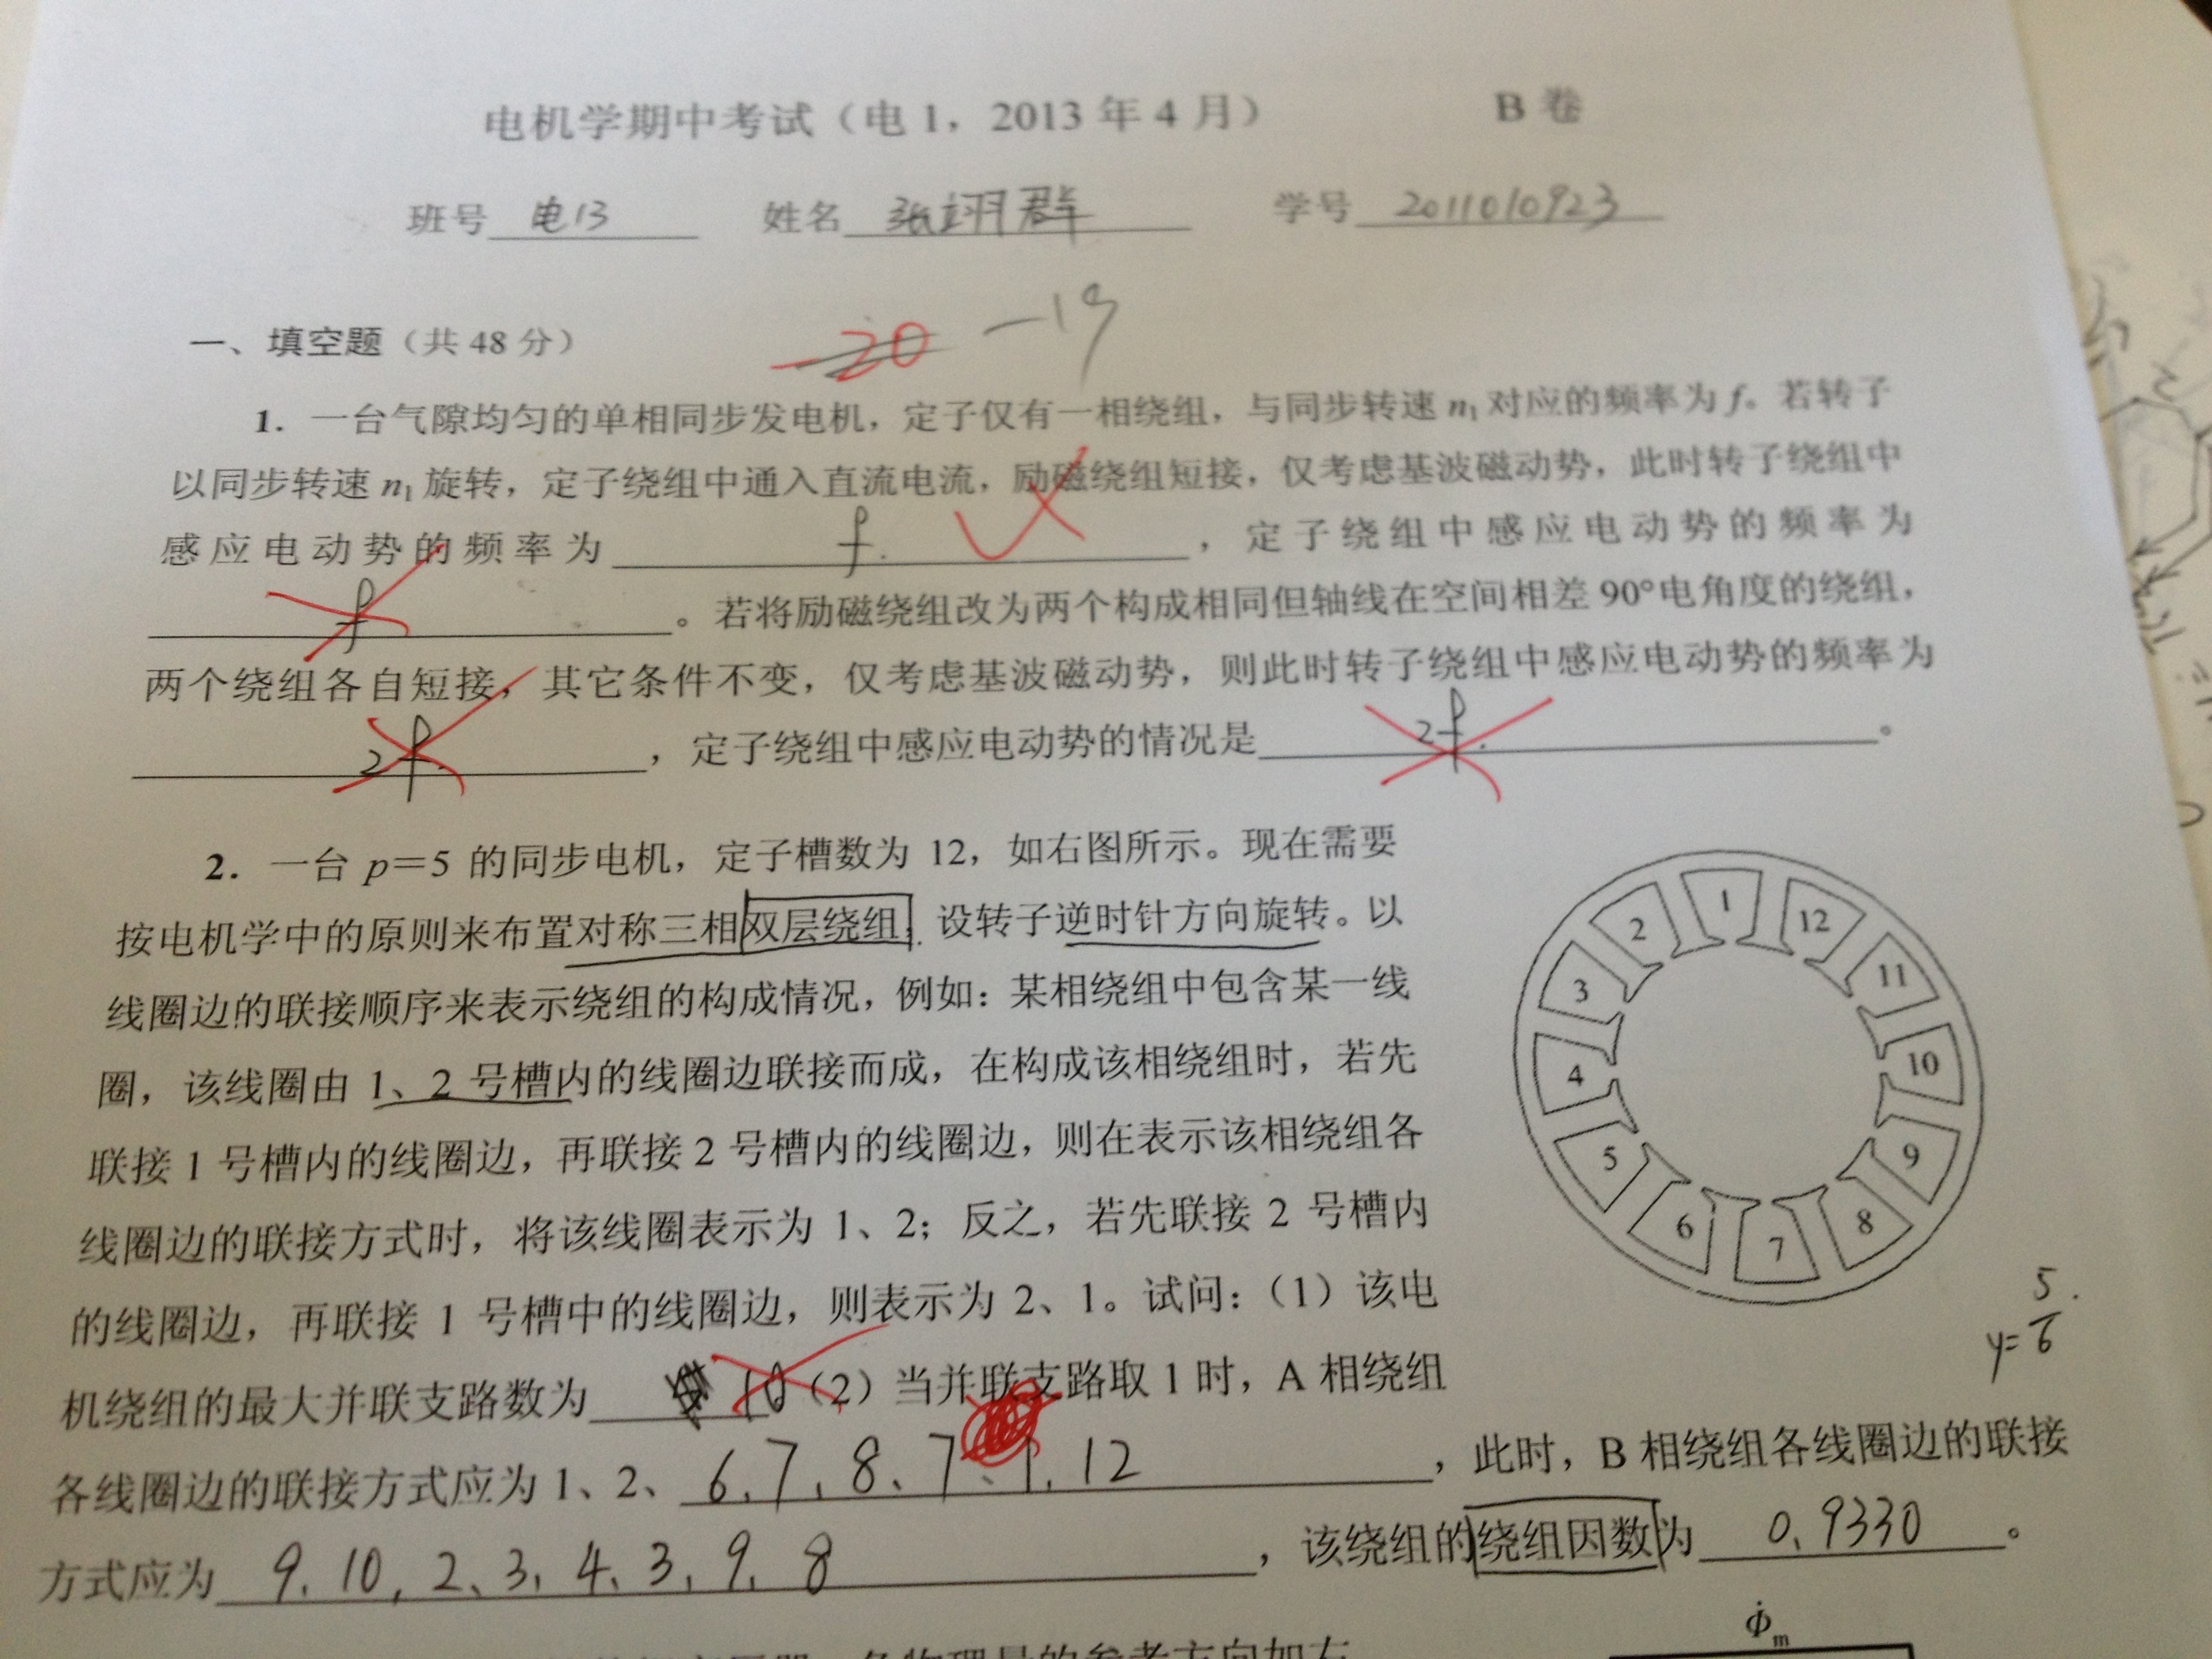 电机学期中考试（电 1，2013 年 4 月） B 卷
班号 电13 姓名 张翊群 学号 2011010923
一、填空题（共 48 分） -20 -19
1. 一台气隙均匀的单相同步发电机，定子仅有一相绕组，与同步转速 n₁ 对应的频率为 f。若转子
以同步转速 n₁ 旋转，定子绕组中通入直流电流，励磁绕组短接，仅考虑基波磁动势，此时转子绕组中
感应电动势的频率为 f. ，定子绕组中感应电动势的频率为
f 。若将励磁绕组改为两个构成相同但轴线在空间相差 90°电角度的绕组，
两个绕组各自短接，其它条件不变，仅考虑基波磁动势，则此时转子绕组中感应电动势的频率为
2f ，定子绕组中感应电动势的情况是 2f. 。
2. 一台 p=5 的同步电机，定子槽数为 12，如右图所示。现在需要
按电机学中的原则来布置对称三相双层绕组，设转子逆时针方向旋转。以
线圈边的联接顺序来表示绕组的构成情况，例如：某相绕组中包含某一线
圈，该线圈由 1、2 号槽内的线圈边联接而成，在构成该相绕组时，若先
联接 1 号槽内的线圈边，再联接 2 号槽内的线圈边，则在表示该相绕组各
线圈边的联接方式时，将该线圈表示为 1、2；反之，若先联接 2 号槽内
的线圈边，再联接 1 号槽中的线圈边，则表示为 2、1。试问：（1）该电
机绕组的最大并联支路数为 10（2）当并联支路取 1 时，A 相绕组
各线圈边的联接方式应为 1、2、 6、7、8、7、1、12 ，此时，B 相绕组各线圈边的联接
方式应为 9、10、2、3、4、3、9、8 ，该绕组的绕组因数为 0.9330 。
1
2
3
4
5
6
7
8
9
10
11
12
y=5/6
Φ̇m